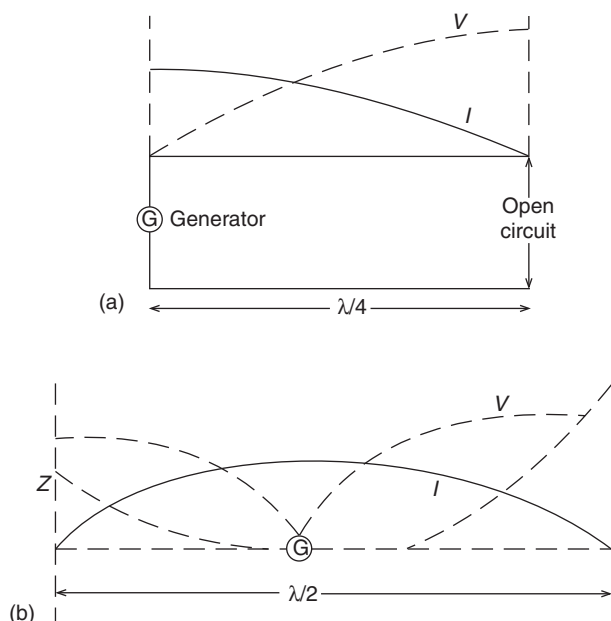 V
I
G Generator
Open
circuit
(a)
λ/4
V
Z
I
G
λ/2
(b)